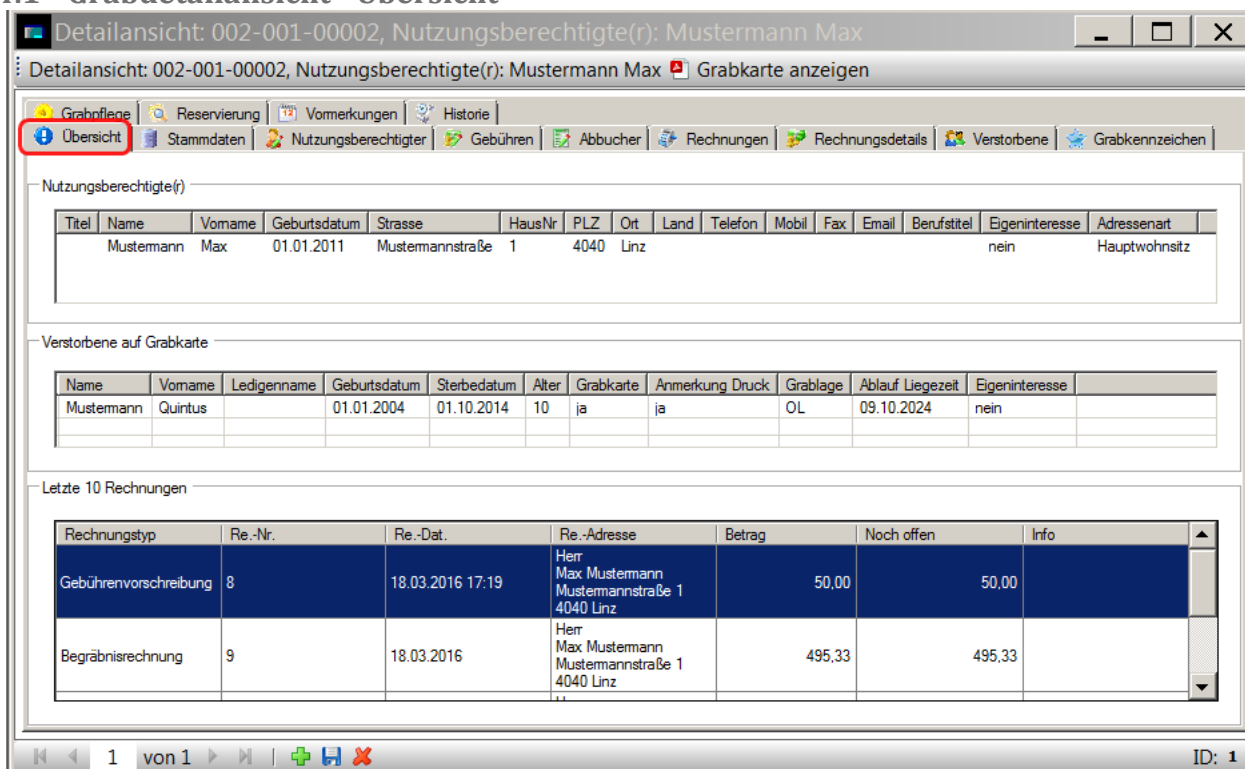 Grabdetailansicht - Übersicht
Detailansicht: 002-001-00002, Nutzungsberechtigte(r): Mustermann Max
Detailansicht: 002-001-00002, Nutzungsberechtigte(r): Mustermann Max Grabkarte anzeigen
Grabpflege Reservierung Vormerkungen Historie
Übersicht Stammdaten Nutzungsberechtigter Gebühren Abbucher Rechnungen Rechnungsdetails Verstorbene Grabkennzeichen
Nutzungsberechtigte(r)
Titel Name Vorname Geburtsdatum Strasse HausNr PLZ Ort Land Telefon Mobil Fax Email Berufstitel Eigeninteresse Adressenart
Mustermann Max 01.01.2011 Mustermannstraße 1 4040 Linz nein Hauptwohnsitz
Verstorbene auf Grabkarte
Name Vorname Ledigenname Geburtsdatum Sterbedatum Alter Grabkarte Anmerkung Druck Grablage Ablauf Liegezeit Eigeninteresse
Mustermann Quintus 01.01.2004 01.10.2014 10 ja ja OL 09.10.2024 nein
Letzte 10 Rechnungen
Rechnungstyp Re.-Nr. Re.-Dat. Re.-Adresse Betrag Noch offen Info
Herr
Max Mustermann
Gebührenvorschreibung 8 18.03.2016 17:19 Mustermannstraße 1 50,00 50,00
4040 Linz
Herr
Max Mustermann
Begräbnisrechnung 9 18.03.2016 Mustermannstraße 1 495,33 495,33
4040 Linz
1 von 1 ID: 1